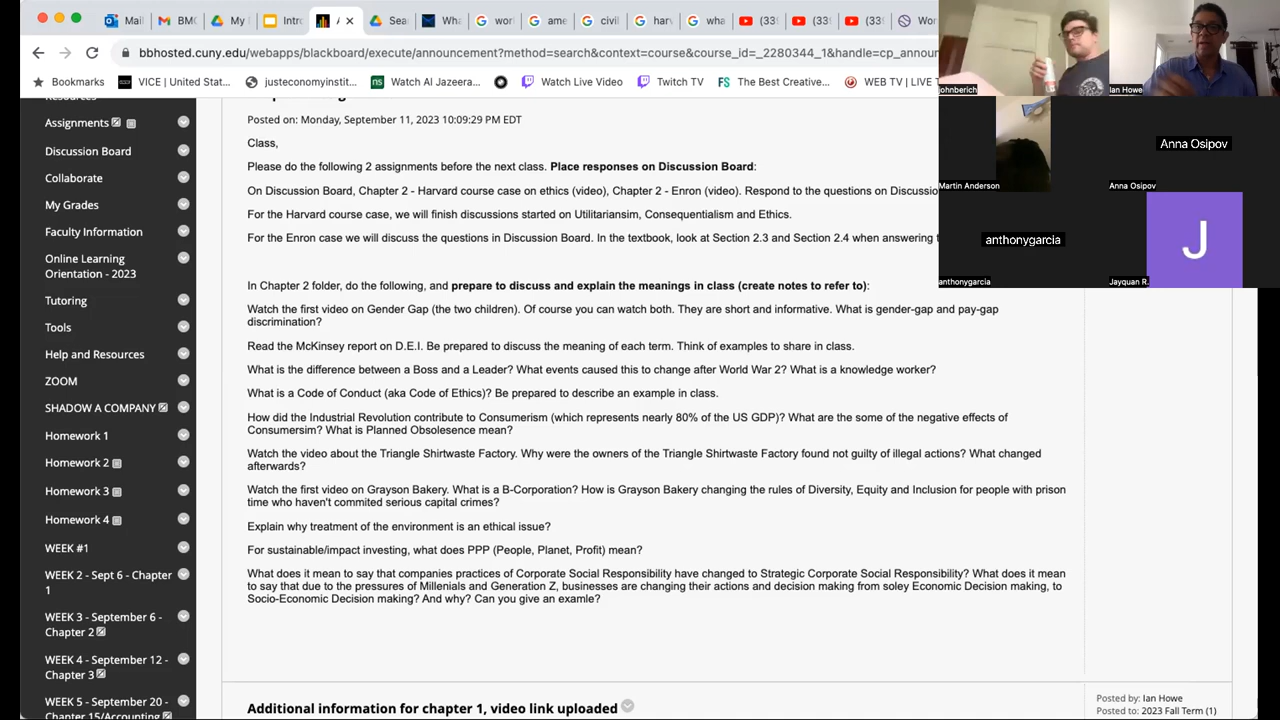 Mail
BMC
My I
Intro
A
Sea
Wha
wor
ame
civil
harv
wha
(335
(335
(335
Wor
bbhosted.cuny.edu/webapps/blackboard/execute/announcement?method=search&context=course&course_id=_2280344_1&handle=cp_announ
Bookmarks
VICE | United Stat...
justeconomyinstit...
Watch Al Jazeera...
Watch Live Video
Twitch TV
The Best Creative...
WEB TV | LIVE T
johnberich
Ian Howe
Martin Anderson
Anna Osipov
Anna Osipov
anthonygarcia
anthonygarcia
J
Jayquan R.
Resources
Assignments
Discussion Board
Collaborate
My Grades
Faculty Information
Online Learning
Orientation - 2023
Tutoring
Tools
Help and Resources
ZOOM
SHADOW A COMPANY
Homework 1
Homework 2
Homework 3
Homework 4
WEEK #1
WEEK 2 - Sept 6 - Chapter
1
WEEK 3 - September 6 -
Chapter 2
WEEK 4 - September 12 -
Chapter 3
WEEK 5 - September 20 -
Chapter 15/Accounting
Posted on: Monday, September 11, 2023 10:09:29 PM EDT
Class,
Please do the following 2 assignments before the next class. Place responses on Discussion Board:
On Discussion Board, Chapter 2 - Harvard course case on ethics (video), Chapter 2 - Enron (video). Respond to the questions on Discussio
For the Harvard course case, we will finish discussions started on Utilitariansim, Consequentialism and Ethics.
For the Enron case we will discuss the questions in Discussion Board. In the textbook, look at Section 2.3 and Section 2.4 when answering t
In Chapter 2 folder, do the following, and prepare to discuss and explain the meanings in class (create notes to refer to):
Watch the first video on Gender Gap (the two children). Of course you can watch both. They are short and informative. What is gender-gap and pay-gap
discrimination?
Read the McKinsey report on D.E.I. Be prepared to discuss the meaning of each term. Think of examples to share in class.
What is the difference between a Boss and a Leader? What events caused this to change after World War 2? What is a knowledge worker?
What is a Code of Conduct (aka Code of Ethics)? Be prepared to describe an example in class.
How did the Industrial Revolution contribute to Consumerism (which represents nearly 80% of the US GDP)? What are the some of the negative effects of
Consumersim? What is Planned Obsolesence mean?
Watch the video about the Triangle Shirtwaste Factory. Why were the owners of the Triangle Shirtwaste Factory found not guilty of illegal actions? What changed
afterwards?
Watch the first video on Grayson Bakery. What is a B-Corporation? How is Grayson Bakery changing the rules of Diversity, Equity and Inclusion for people with prison
time who haven't commited serious capital crimes?
Explain why treatment of the environment is an ethical issue?
For sustainable/impact investing, what does PPP (People, Planet, Profit) mean?
What does it mean to say that companies practices of Corporate Social Responsibility have changed to Strategic Corporate Social Responsibility? What does it mean
to say that due to the pressures of Millenials and Generation Z, businesses are changing their actions and decision making from soley Economic Decision making, to
Socio-Economic Decision making? And why? Can you give an examle?
Additional information for chapter 1, video link uploaded
Posted by: Ian Howe
Posted to: 2023 Fall Term (1)